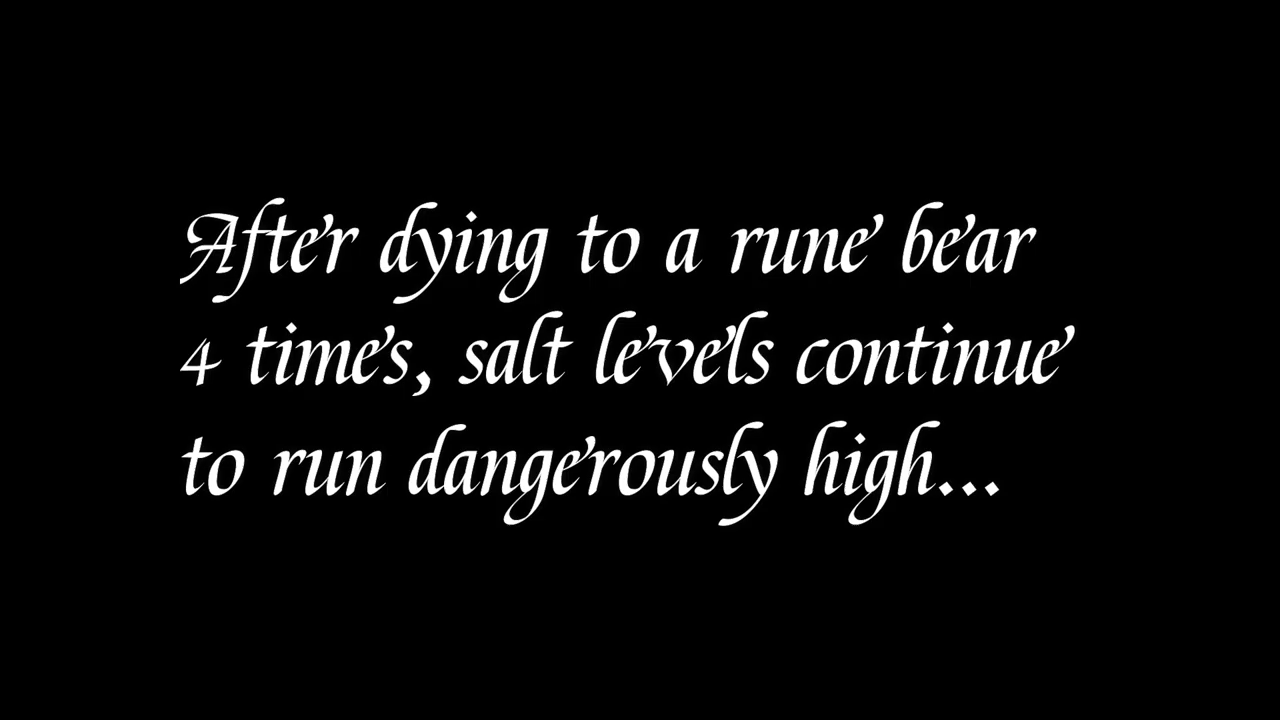 After dying to a rune bear
4 times, salt levels continue
to run dangerously high...